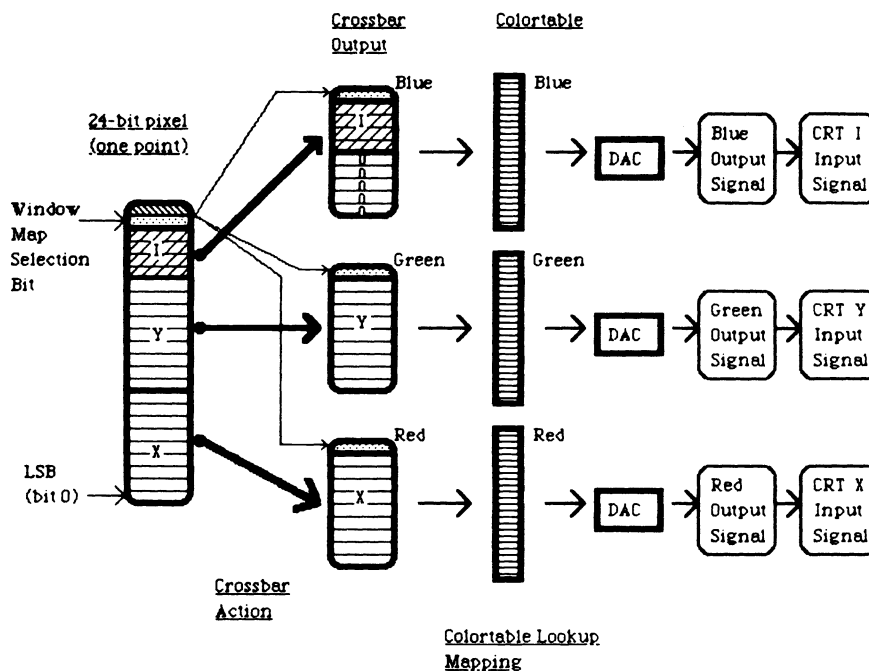 Crossbar
Output
Colortable
Blue
Blue
24-bit pixel
(one point)
I
DAC
Blue
Output
Signal
CRT I
Input
Signal
Window
Map
Selection
Bit
I
Green
Green
Y
Y
DAC
Green
Output
Signal
CRT Y
Input
Signal
Red
Red
X
LSB
(bit 0)
X
DAC
Red
Output
Signal
CRT X
Input
Signal
Crossbar
Action
Colortable Lookup
Mapping